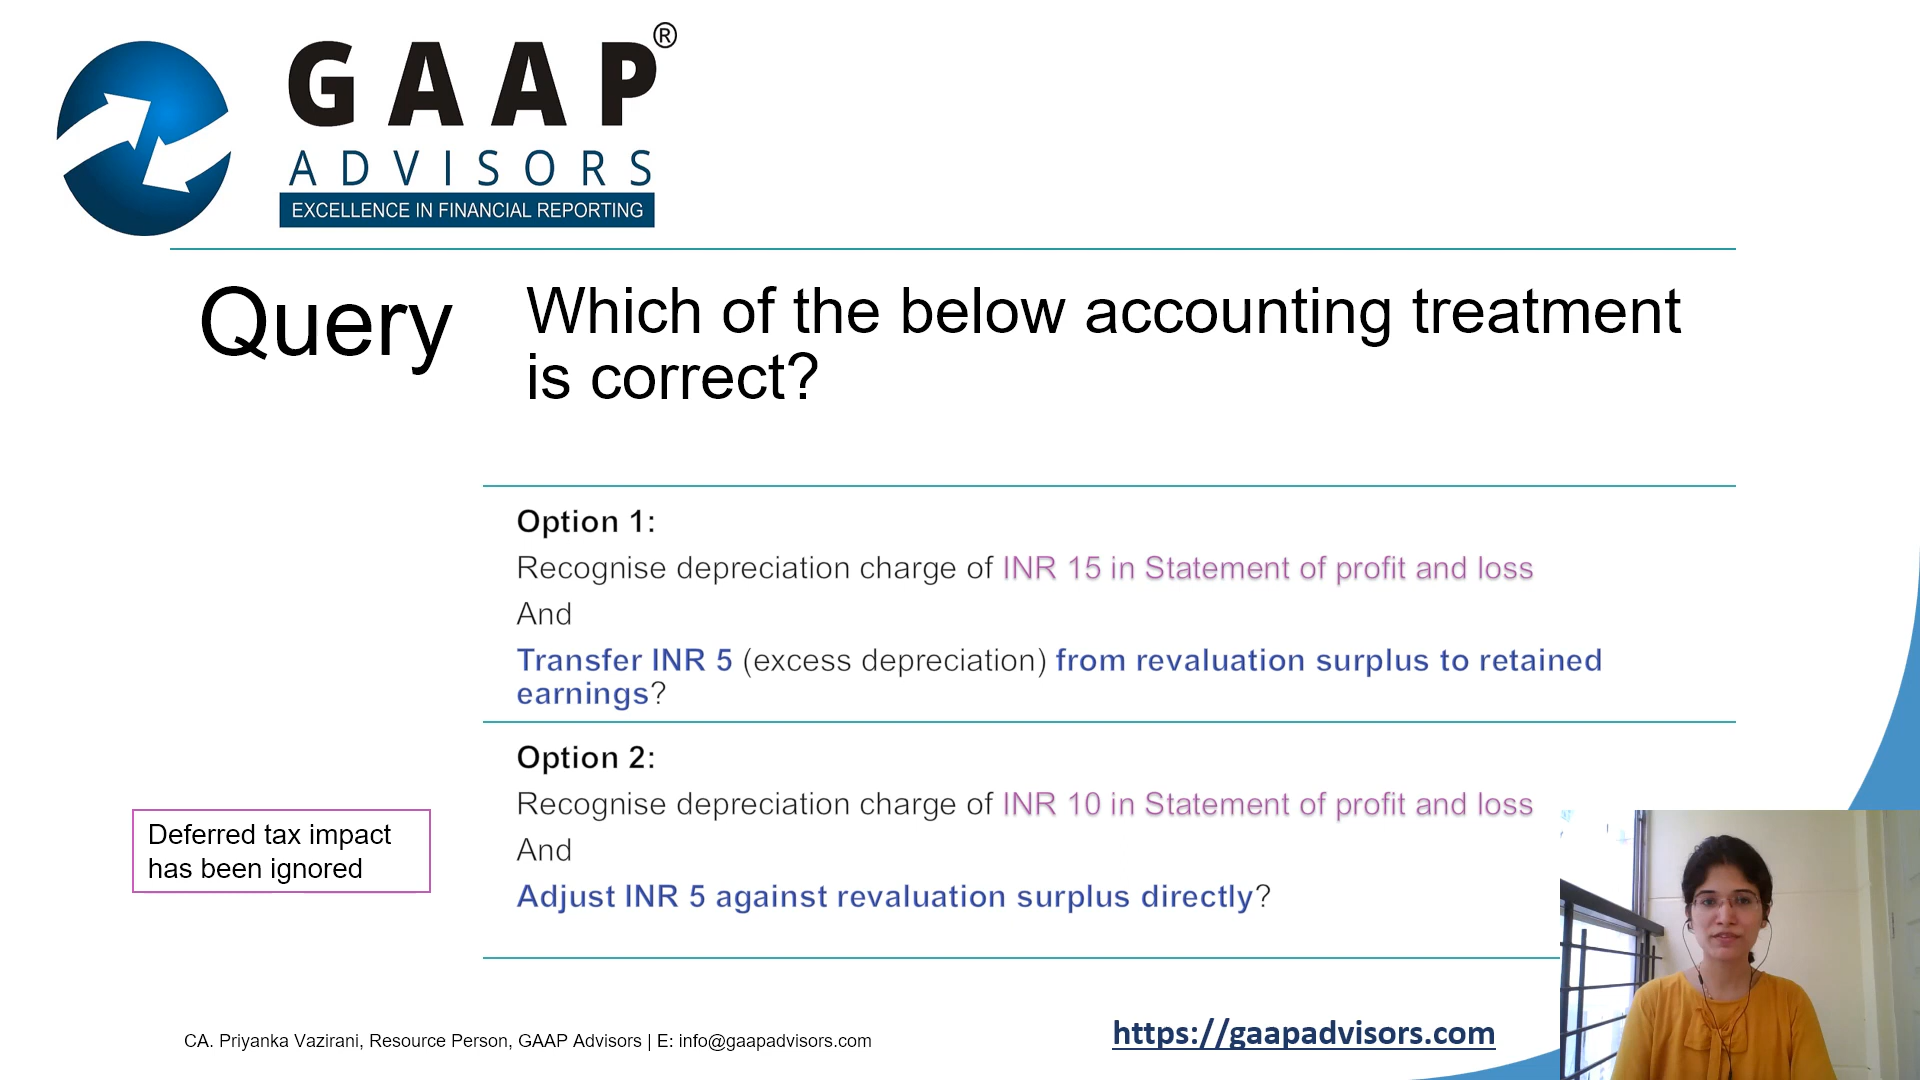 GAAP®
ADVISORS
EXCELLENCE IN FINANCIAL REPORTING
Query
Which of the below accounting treatment
is correct?
Option 1:
Recognise depreciation charge of INR 15 in Statement of profit and loss
And
Transfer INR 5 (excess depreciation) from revaluation surplus to retained
earnings?
Option 2:
Recognise depreciation charge of INR 10 in Statement of profit and loss
And
Adjust INR 5 against revaluation surplus directly?
Deferred tax impact
has been ignored
CA. Priyanka Vazirani, Resource Person, GAAP Advisors | E: info@gaapadvisors.com
https://gaapadvisors.com